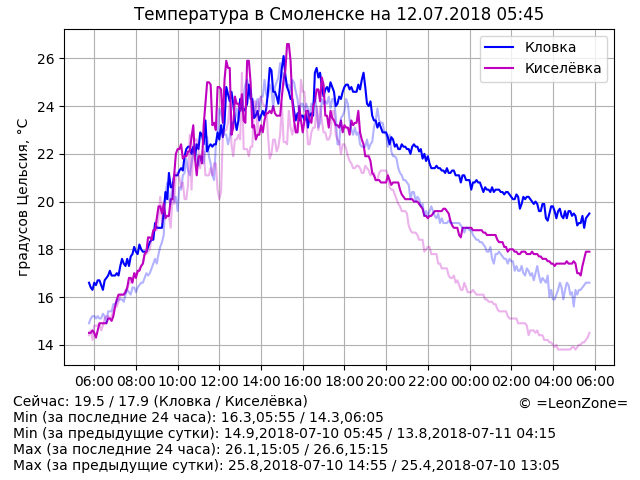 Температура в Смоленске на 12.07.2018 05:45
Кловка
Киселёвка
градусов Цельсия, °C
26
24
22
20
18
16
14
06:00 08:00 10:00 12:00 14:00 16:00 18:00 20:00 22:00 00:00 02:00 04:00 06:00
Сейчас: 19.5 / 17.9 (Кловка / Киселёвка)
© =LeonZone=
Min (за последние 24 часа): 16.3,05:55 / 14.3,06:05
Min (за предыдущие сутки): 14.9,2018-07-10 05:45 / 13.8,2018-07-11 04:15
Max (за последние 24 часа): 26.1,15:05 / 26.6,15:15
Max (за предыдущие сутки): 25.8,2018-07-10 14:55 / 25.4,2018-07-10 13:05